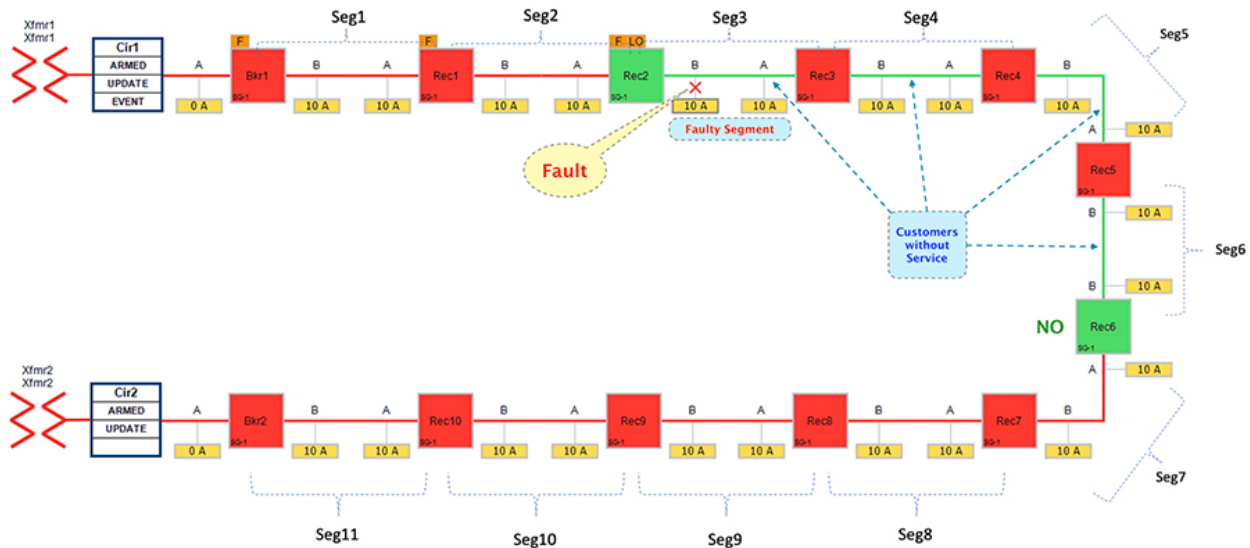 Seg1
Seg2
Seg3
Seg4
Seg5
Xfmr1
Xfmr1
Cir1
ARMED
UPDATE
EVENT
F
F
F LO
A
Bkr1
SG-1
B
A
Rec1
SG-1
B
A
Rec2
SG-1
B
A
Rec3
SG-1
B
A
Rec4
SG-1
B
0 A
10 A
10 A
10 A
10 A
10 A
10 A
10 A
10 A
10 A
Faulty Segment
Fault
A
10 A
Rec5
SG-1
B
10 A
Customers
without
Service
Seg6
B
10 A
NO
Rec6
SG-1
A
10 A
Xfmr2
Xfmr2
Cir2
ARMED
UPDATE
A
Bkr2
SG-1
B
A
Rec10
SG-1
B
A
Rec9
SG-1
B
A
Rec8
SG-1
B
A
Rec7
SG-1
B
0 A
10 A
10 A
10 A
10 A
10 A
10 A
10 A
10 A
10 A
Seg7
Seg11
Seg10
Seg9
Seg8